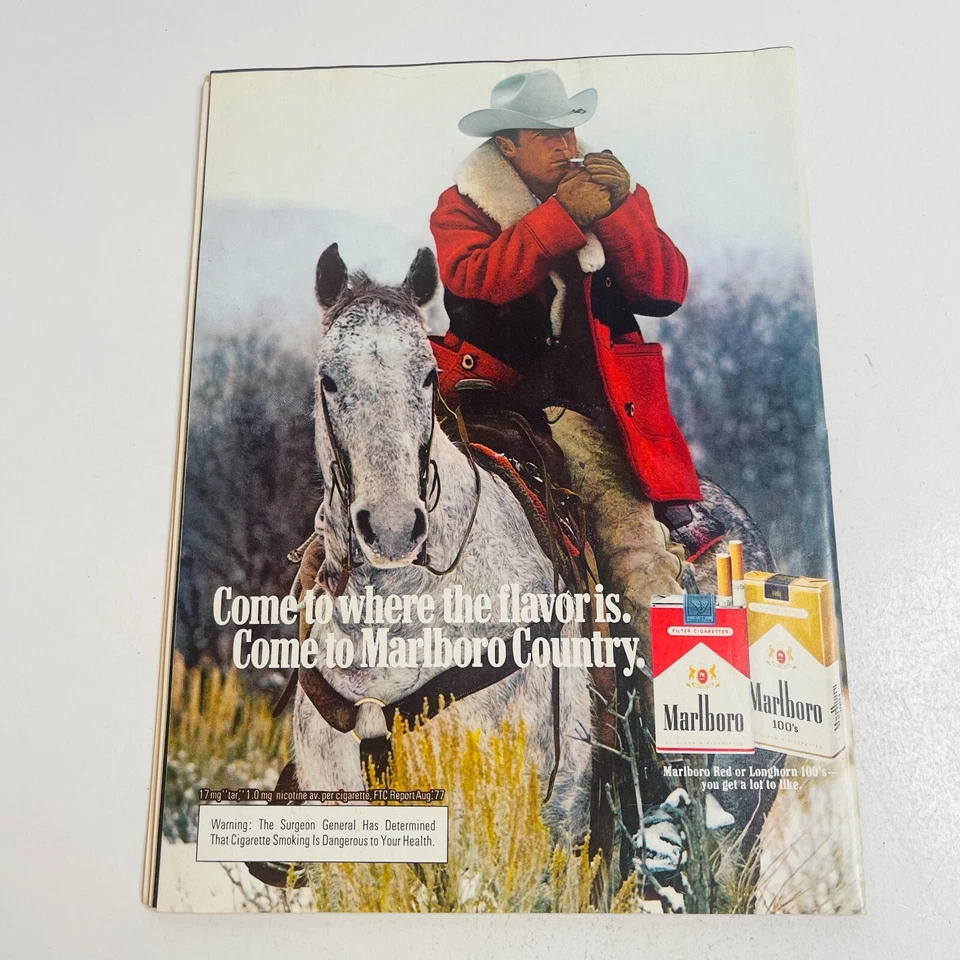 Come to where the flavor is.
Come to Marlboro Country.
FILTER CIGARETTES
Marlboro
Marlboro
100's
Marlboro Red or Longhorn 100's—
you get a lot to like.
17 mg "tar," 1.0 mg nicotine av. per cigarette, FTC Report Aug.'77
Warning: The Surgeon General Has Determined
That Cigarette Smoking Is Dangerous to Your Health.